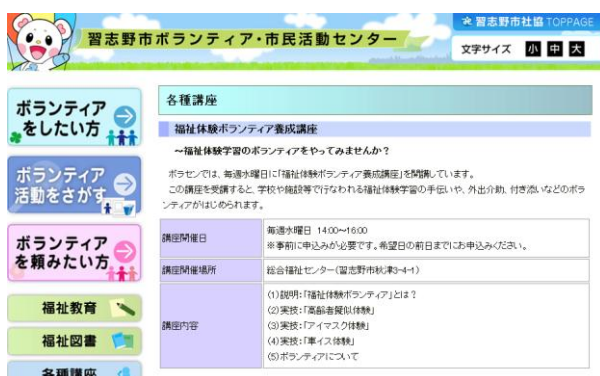 習志野市社協 TOPPAGE
習志野市ボランティア・市民活動センター
文字サイズ 小 中 大
ボランティア
をしたい方
ボランティア
活動をさがす
ボランティア
を頼みたい方
福祉教育
福祉図書
各種講座
各種講座
福祉体験ボランティア養成講座
～福祉体験学習のボランティアをやってみませんか？
ボラセンでは、毎週水曜日に「福祉体験ボランティア養成講座」を開講しています。
この講座を受講すると、学校や施設等で行なわれる福祉体験学習の手伝いや、外出介助、付き添いなどのボラ
ンティアがはじめられます。
講座開催日
毎週水曜日 14:00～16:00
※事前に申込みが必要です。希望日の前日までにお申込みください。
講座開催場所
総合福祉センター(習志野市秋津3-4-1)
講座内容
(1)説明：「福祉体験ボランティア」とは？
(2)実技：「高齢者疑似体験」
(3)実技：「アイマスク体験」
(4)実技：「車イス体験」
(5)ボランティアについて